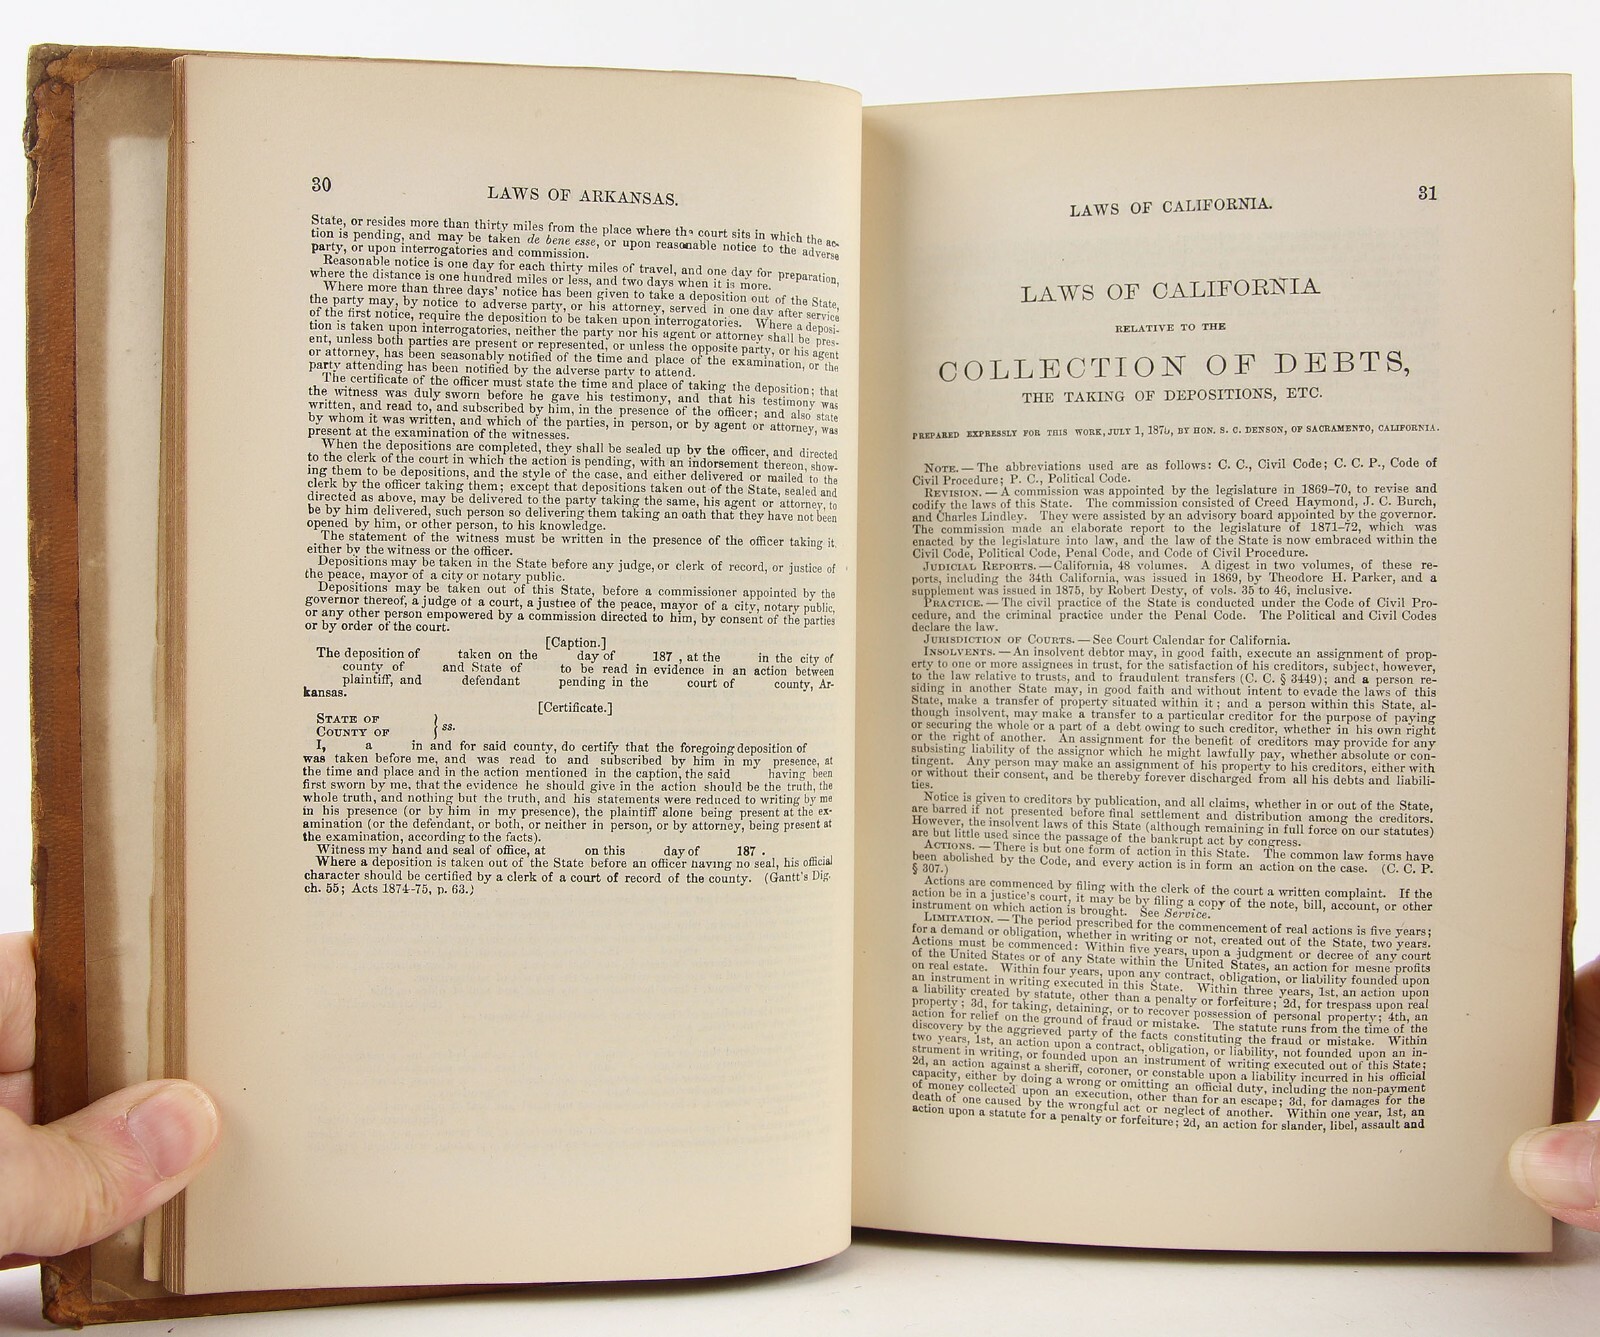 30
LAWS OF ARKANSAS.
State, or resides more than thirty miles from the place where the court sits in which the ac-
tion is pending, and may be taken de bene esse, or upon reasonable notice to the adverse
party, or upon interrogatories and commission.
Reasonable notice is one day for each thirty miles of travel, and one day for preparation,
where the distance is one hundred miles or less, and two days when it is more.
Where more than three days' notice has been given to take a deposition out of the State,
the party may, by notice to adverse party, or his attorney, served in one day after service
of the first notice, require the deposition to be taken upon interrogatories. Where a deposi-
tion is taken upon interrogatories, neither the party nor his agent or attorney shall be pres-
ent, unless both parties are present or represented, or unless the opposite party, or his agent
or attorney, has been seasonably notified of the time and place of the examination, or the
party attending has been notified by the adverse party to attend.
The certificate of the officer must state the time and place of taking the deposition; that
the witness was duly sworn before he gave his testimony, and that his testimony was
written, and read to, and subscribed by him, in the presence of the officer; and also state
by whom it was written, and which of the parties, in person, or by agent or attorney, was
present at the examination of the witnesses.
When the depositions are completed, they shall be sealed up by the officer, and directed
to the clerk of the court in which the action is pending, with an indorsement thereon, show-
ing them to be depositions, and the style of the case, and either delivered or mailed to the
clerk by the officer taking them; except that depositions taken out of the State, sealed and
directed as above, may be delivered to the party taking the same, his agent or attorney, to
be by him delivered, such person so delivering them taking an oath that they have not been
opened by him, or other person, to his knowledge.
The statement of the witness must be written in the presence of the officer taking it,
either by the witness or the officer.
Depositions may be taken in the State before any judge, or clerk of record, or justice of
the peace, mayor of a city or notary public.
Depositions may be taken out of this State, before a commissioner appointed by the
governor thereof, a judge of a court, a justice of the peace, mayor of a city, notary public,
or any other person empowered by a commission directed to him, by consent of the parties
or by order of the court.
[Caption.]
The deposition of taken on the day of 187 , at the in the city of
county of and State of to be read in evidence in an action between
plaintiff, and defendant pending in the court of county, Ar-
kansas.
[Certificate.]
STATE OF
COUNTY OF } ss.
I, a in and for said county, do certify that the foregoing deposition of
was taken before me, and was read to and subscribed by him in my presence, at
the time and place and in the action mentioned in the caption, the said having been
first sworn by me, that the evidence he should give in the action should be the truth, the
whole truth, and nothing but the truth, and his statements were reduced to writing by me
in his presence (or by him in my presence), the plaintiff alone being present at the ex-
amination (or the defendant, or both, or neither in person, or by attorney, being present at
the examination, according to the facts).
Witness my hand and seal of office, at on this day of 187 .
Where a deposition is taken out of the State before an officer having no seal, his official
character should be certified by a clerk of a court of record of the county. (Gantt's Dig.
ch. 55; Acts 1874-75, p. 63.)
LAWS OF CALIFORNIA.
31
LAWS OF CALIFORNIA
RELATIVE TO THE
COLLECTION OF DEBTS,
THE TAKING OF DEPOSITIONS, ETC.
PREPARED EXPRESSLY FOR THIS WORK, JULY 1, BY HON. S. C. DENSON, OF SACRAMENTO, CALIFORNIA.
NOTE. — The abbreviations used are as follows: C. C., Civil Code; C. C. P., Code of
Civil Procedure; P. C., Political Code.
REVISION. — A commission was appointed by the legislature in 1869-70, to revise and
codify the laws of this State. The commission consisted of Creed Haymond, J. C. Burch,
and Charles Lindley. They were assisted by an advisory board appointed by the governor.
The commission made an elaborate report to the legislature of 1871-72, which was
enacted by the legislature into law, and the law of the State is now embraced within the
Civil Code, Political Code, Penal Code, and Code of Civil Procedure.
JUDICIAL REPORTS. — California, 48 volumes. A digest in two volumes, of these re-
ports, including the 34th California, was issued in 1869, by Theodore H. Parker, and a
supplement was issued in 1875, by Robert Desty, of vols. 35 to 46, inclusive.
PRACTICE. — The civil practice of the State is conducted under the Code of Civil Pro-
cedure, and the criminal practice under the Penal Code. The Political and Civil Codes
declare the law.
JURISDICTION OF COURTS. — See Court Calendar for California.
INSOLVENTS. — An insolvent debtor may, in good faith, execute an assignment of prop-
erty to one or more assignees in trust, for the satisfaction of his creditors, subject, however,
to the law relative to trusts, and to fraudulent transfers (C. C. § 3449); and a person re-
siding in another State may, in good faith and without intent to evade the laws of this
State, make a transfer of property situated within it; and a person within this State, al-
though insolvent, may make a transfer to a particular creditor for the purpose of paying
or securing the whole or a part of a debt owing to such creditor, whether in his own right
or the right of another. An assignment for the benefit of creditors may provide for any
subsisting liability of the assignor which he might lawfully pay, whether absolute or con-
tingent. Any person may make an assignment of his property to his creditors, either with
or without their consent, and be thereby forever discharged from all his debts and liabili-
ties.
Notice is given to creditors by publication, and all claims, whether in or out of the State,
are barred if not presented before final settlement and distribution among the creditors.
However, the insolvent laws of this State (although remaining in full force on our statutes)
are but little used since the passage of the bankrupt act by congress.
ACTIONS. — There is but one form of action in this State. The common law forms have
been abolished by the Code, and every action is in form an action on the case. (C. C. P.
§ 307.)
Actions are commenced by filing with the clerk of the court a written complaint. If the
action be in a justice's court, it may be by filing a copy of the note, bill, account, or other
instrument on which action is brought. See Service.
LIMITATION. — The period prescribed for the commencement of real actions is five years;
for a demand or obligation, whether in writing or not, created out of the State, two years.
Actions must be commenced: Within five years, upon a judgment or decree of any court
of the United States or of any State within the United States, an action for mesne profits
on real estate. Within four years, upon any contract, obligation, or liability founded upon
an instrument in writing executed in this State. Within three years, 1st, an action upon
a liability created by statute, other than a penalty or forfeiture; 2d, for trespass upon real
property; 3d, for taking, detaining, or to recover possession of personal property; 4th, an
action for relief on the ground of fraud or mistake. The statute runs from the time of the
discovery by the aggrieved party of the facts constituting the fraud or mistake. Within
two years, 1st, an action upon a contract, obligation, or liability, not founded upon an in-
strument in writing, or founded upon an instrument of writing executed out of this State;
2d, an action against a sheriff, coroner, or constable upon a liability incurred in his official
capacity, either by doing a wrong or omitting an official duty, including the non-payment
of money collected upon an execution, other than for an escape; 3d, for damages for the
death of one caused by the wrongful act or neglect of another. Within one year, 1st, an
action upon a statute for a penalty or forfeiture; 2d, an action for slander, libel, assault and